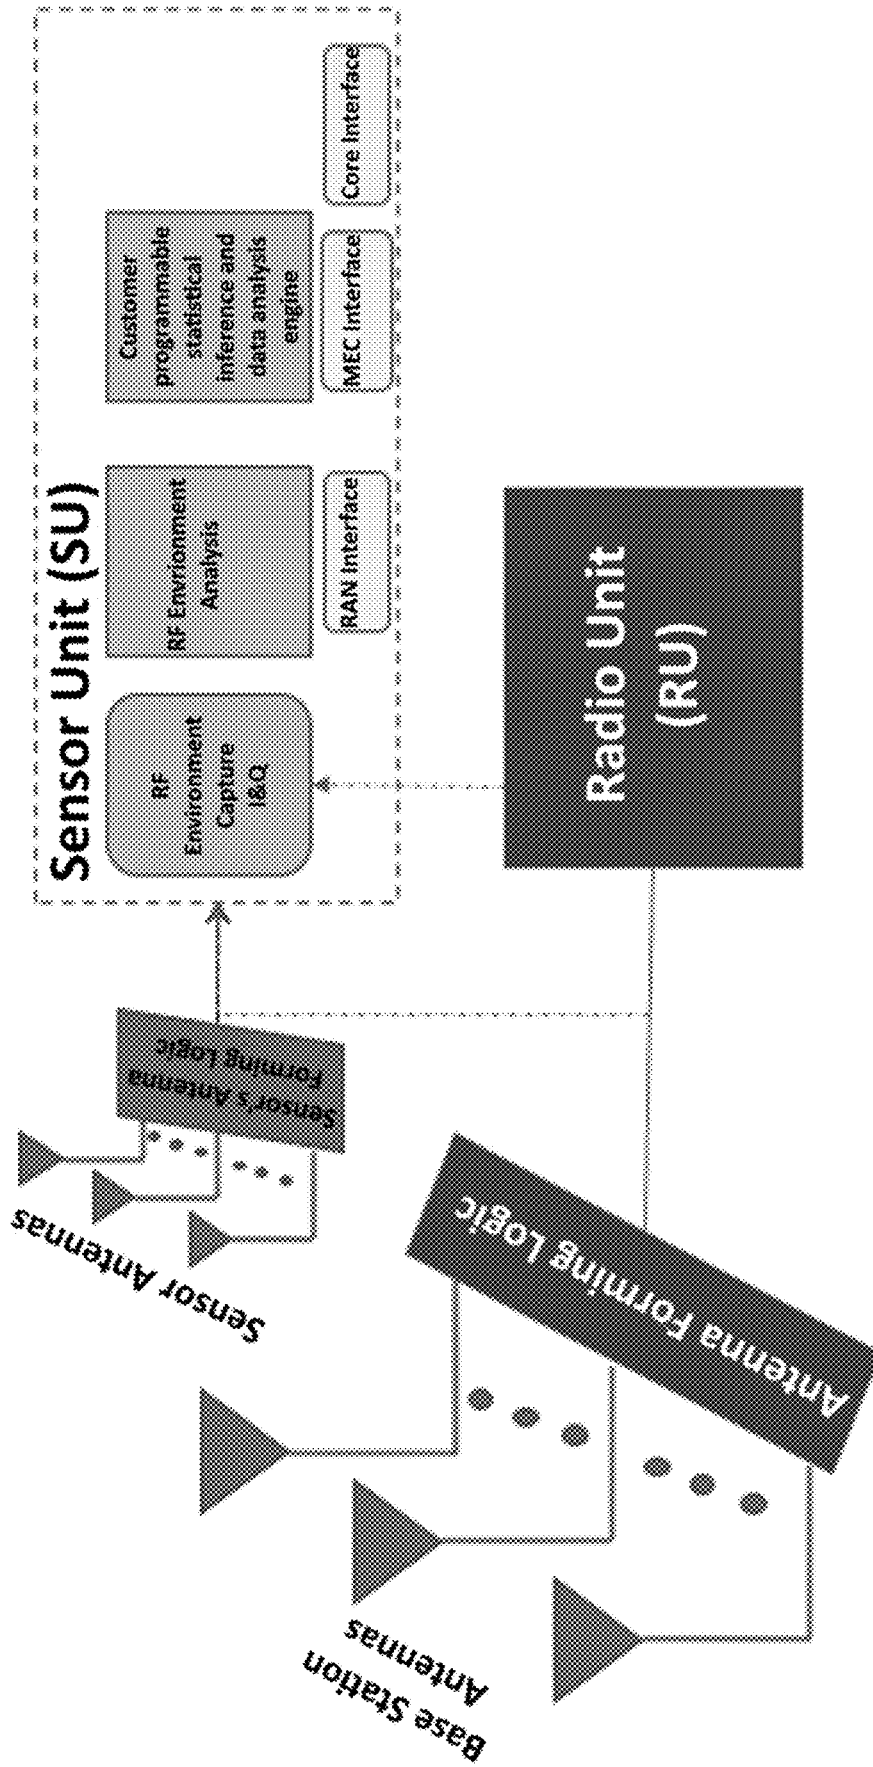 Sensor Unit (SU)
RF
Environment
Capture
I&Q
RF Envrionment
Analysis
Customer
programmable
statistical
inference and
data analysis
engine
RAN Interface
MEC Interface
Core Interface
Sensor Antennas
Sensor's Antenna
Forming Logic
Radio Unit
(RU)
Base Station
Antennas
Antenna Forming Logic